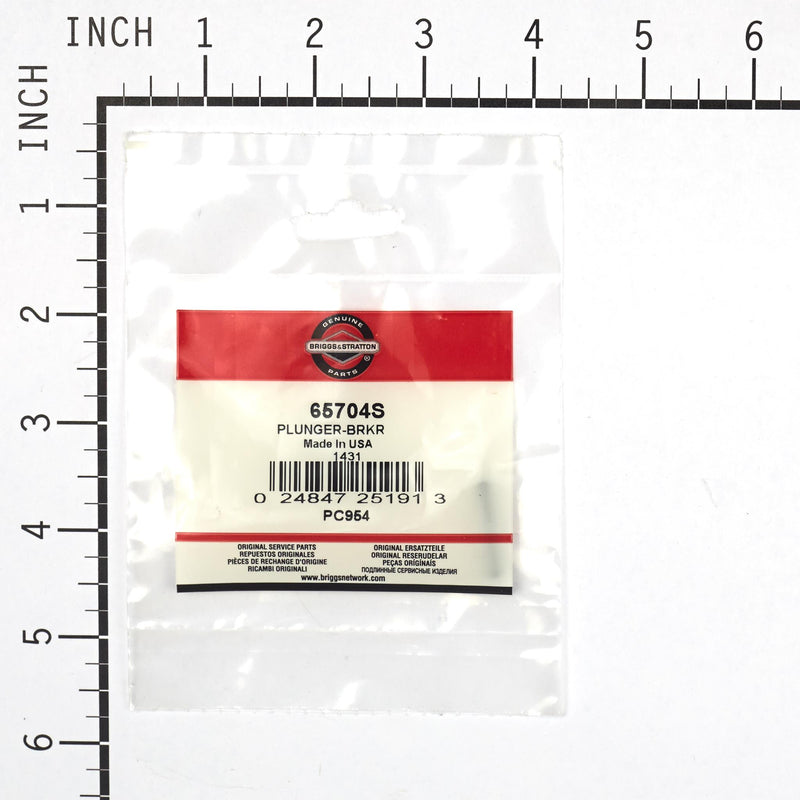 INCH 1 2 3 4 5 6
INCH
1
2
3
4
5
6
GENUINE
BRIGGS&STRATTON
®
PARTS
65704S
PLUNGER-BRKR
Made In USA
1431
0 24847 25191 3
PC954
ORIGINAL SERVICE PARTS
REPUESTOS ORIGINALES
PIÈCES DE RECHANGE D'ORIGINE
RICAMBI ORIGINALI
ORIGINAL ERSATZTEILE
ORIGINAL RESERUDELAR
PEÇAS ORIGINAÍS
ПОДЛИННЫЕ СЕРВИСНЫЕ ИЗДЕЛИЯ
www.briggsnetwork.com